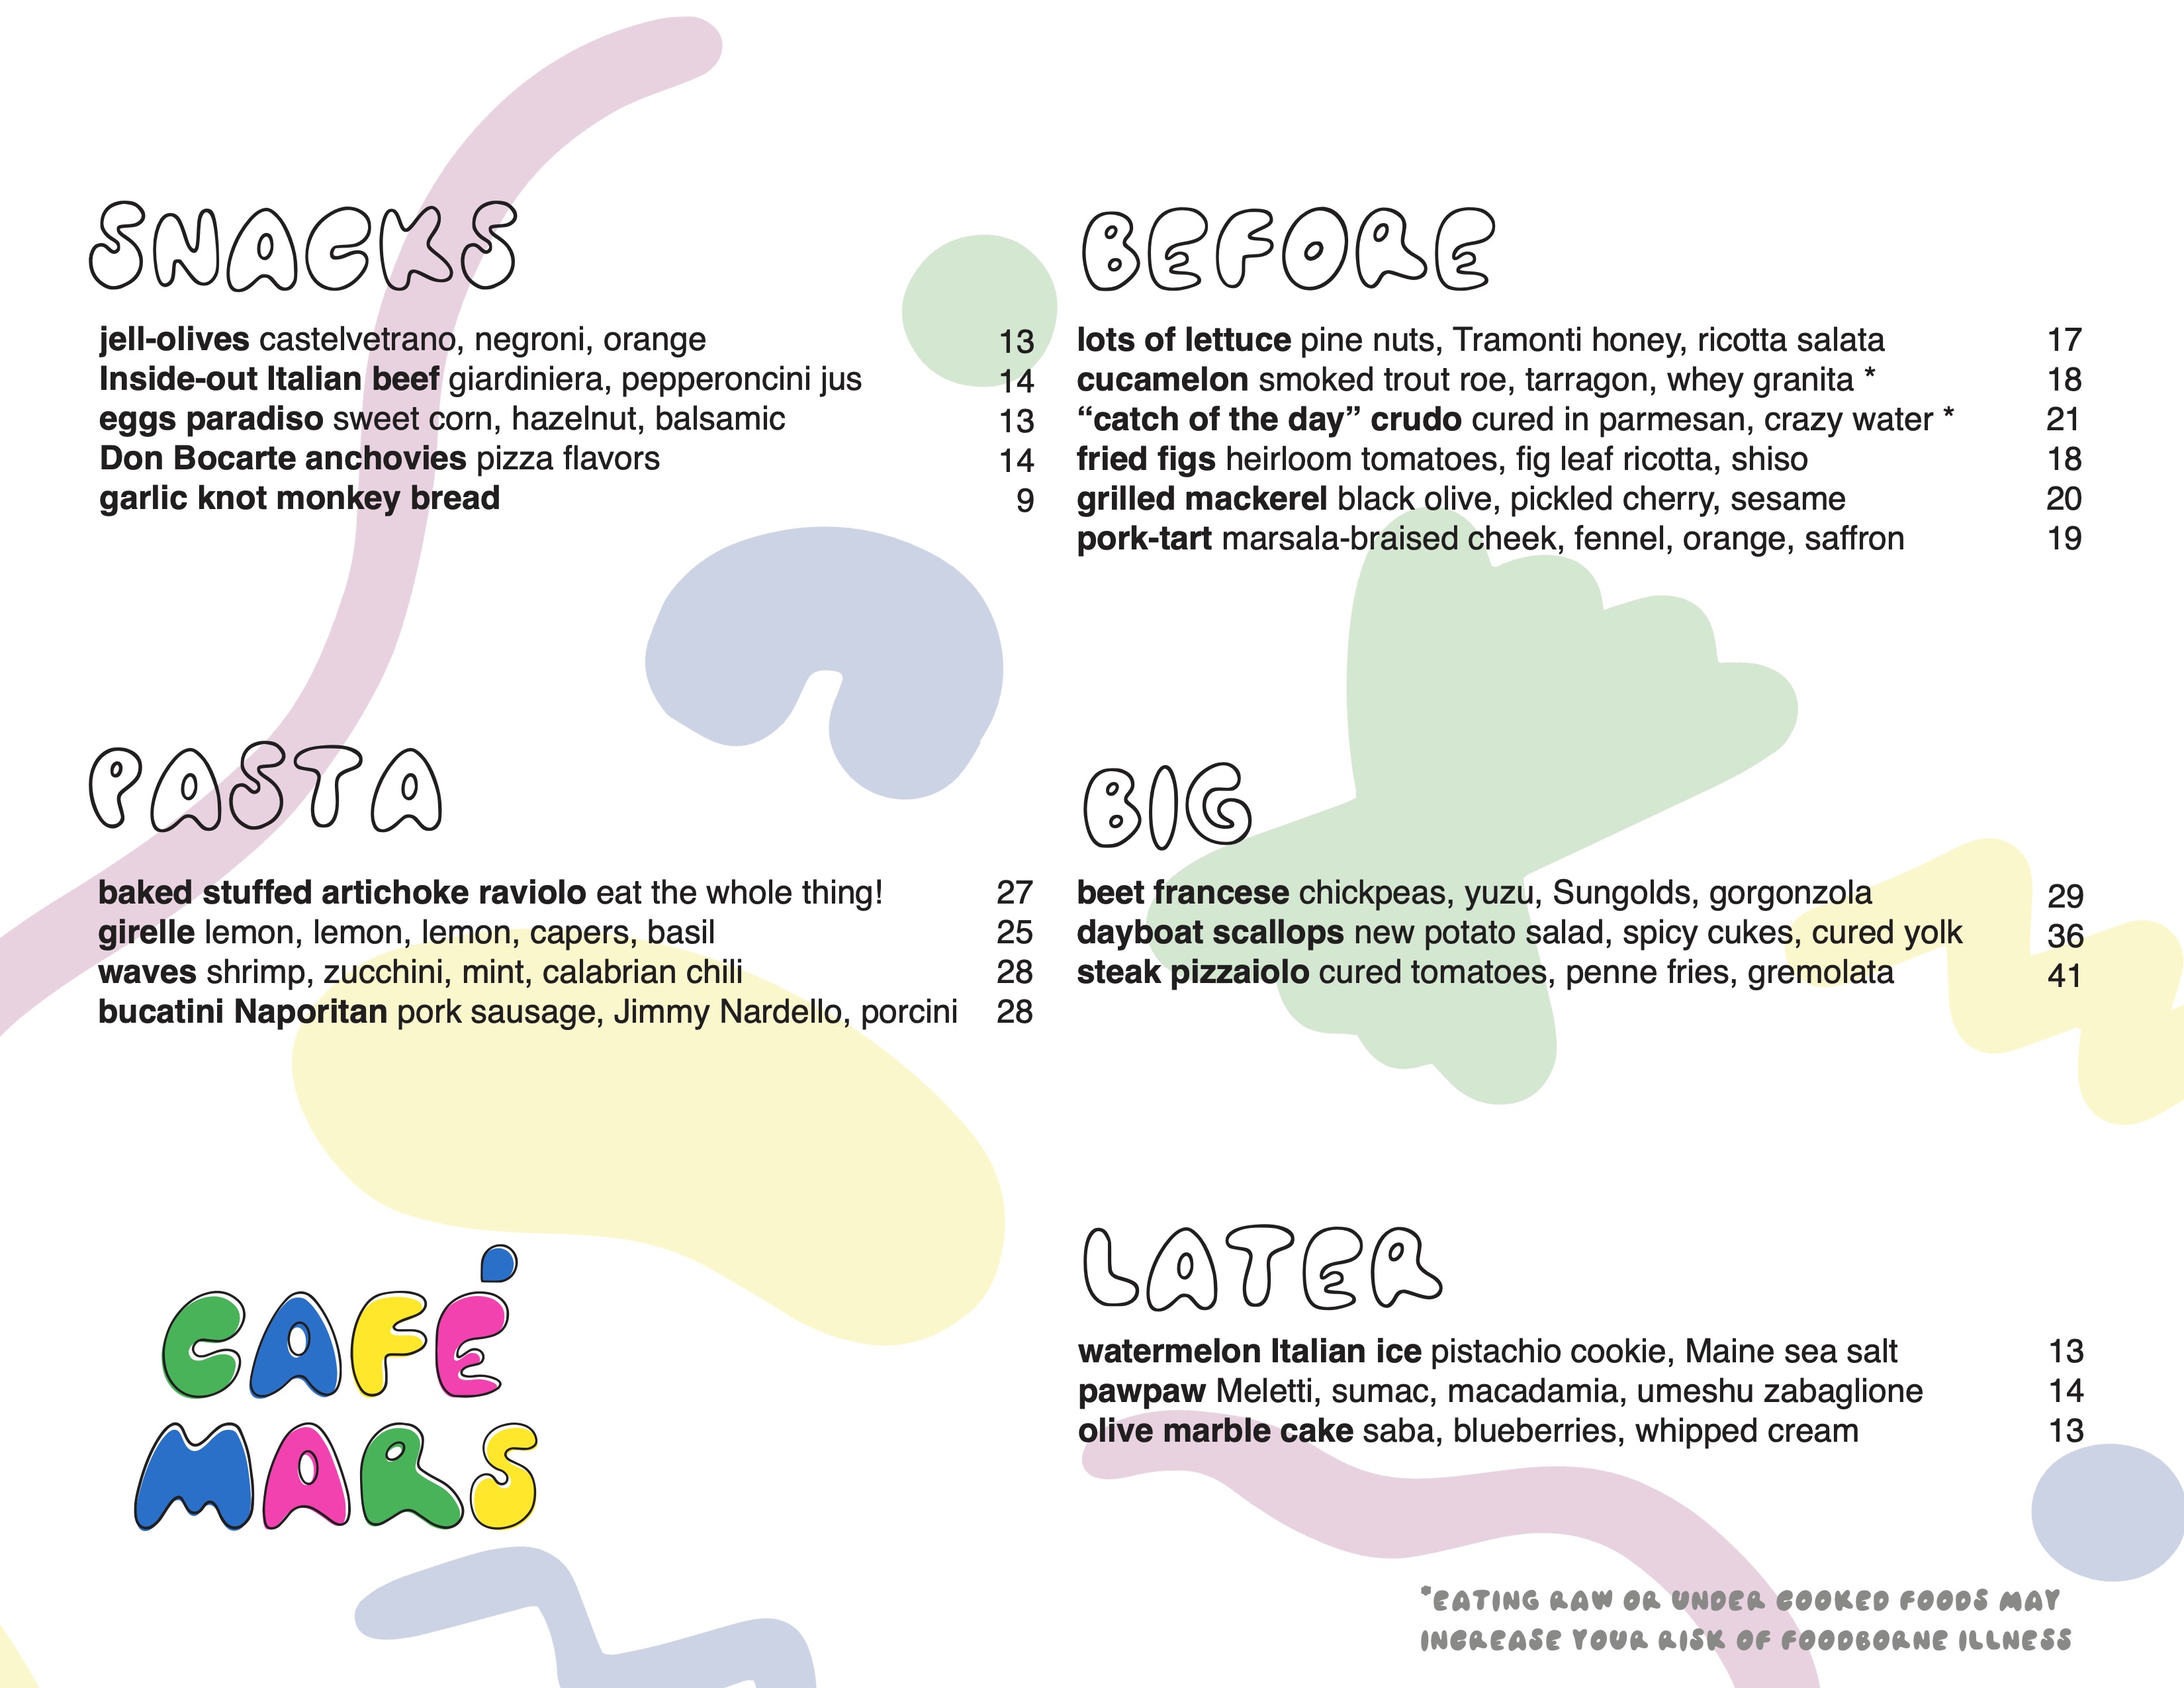 SNACKS
jell-olives castelvetrano, negroni, orange 13
Inside-out Italian beef giardiniera, pepperoncini jus 14
eggs paradiso sweet corn, hazelnut, balsamic 13
Don Bocarte anchovies pizza flavors 14
garlic knot monkey bread 9
BEFORE
lots of lettuce pine nuts, Tramonti honey, ricotta salata 17
cucamelon smoked trout roe, tarragon, whey granita * 18
“catch of the day” crudo cured in parmesan, crazy water * 21
fried figs heirloom tomatoes, fig leaf ricotta, shiso 18
grilled mackerel black olive, pickled cherry, sesame 20
pork-tart marsala-braised cheek, fennel, orange, saffron 19
PASTA
baked stuffed artichoke raviolo eat the whole thing! 27
girelle lemon, lemon, lemon, capers, basil 25
waves shrimp, zucchini, mint, calabrian chili 28
bucatini Naporitan pork sausage, Jimmy Nardello, porcini 28
BIG
beet francese chickpeas, yuzu, Sungolds, gorgonzola 29
dayboat scallops new potato salad, spicy cukes, cured yolk 36
steak pizzaiolo cured tomatoes, penne fries, gremolata 41
CAFÉ
MARS
LATER
watermelon Italian ice pistachio cookie, Maine sea salt 13
pawpaw Meletti, sumac, macadamia, umeshu zabaglione 14
olive marble cake saba, blueberries, whipped cream 13
*EATING RAW OR UNDER COOKED FOODS MAY
INCREASE YOUR RISK OF FOODBORNE ILLNESS